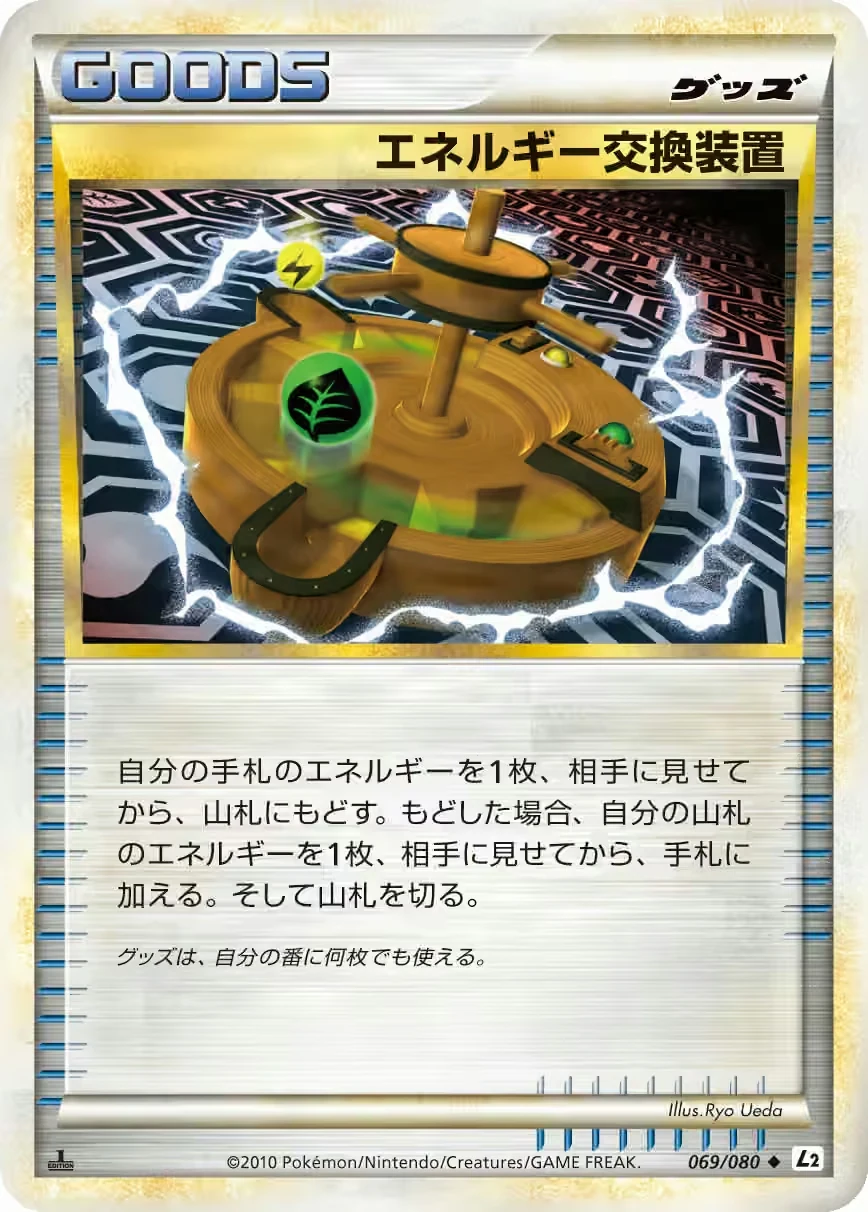 GOODS
グッズ
エネルギー交換装置
自分の手札のエネルギーを1枚、相手に見せて
から、山札にもどす。もどした場合、自分の山札
のエネルギーを1枚、相手に見せてから、手札に
加える。そして山札を切る。
グッズは、自分の番に何枚でも使える。
Illus.Ryo Ueda
1 EDITION
©2010 Pokémon/Nintendo/Creatures/GAME FREAK.
069/080 ◆ L2